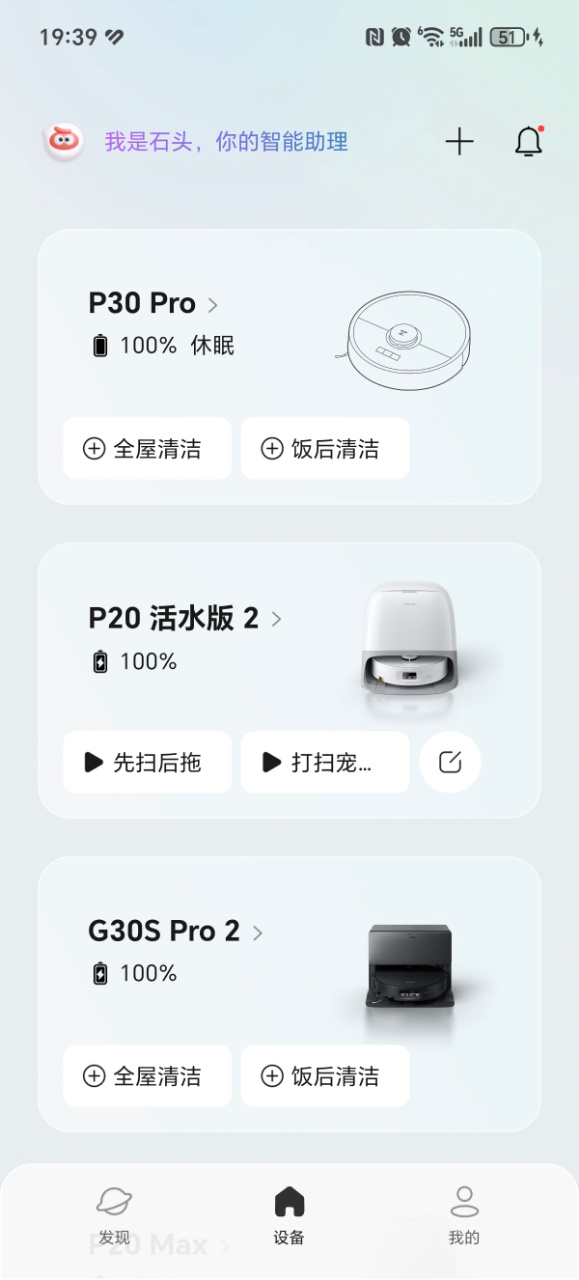 19:39
6 5G 51
我是石头，你的智能助理
P30 Pro
100% 休眠
全屋清洁 饭后清洁
P20 活水版 2
100%
先扫后拖 打扫宠...
G30S Pro 2
100%
全屋清洁 饭后清洁
P20 Max
发现 设备 我的